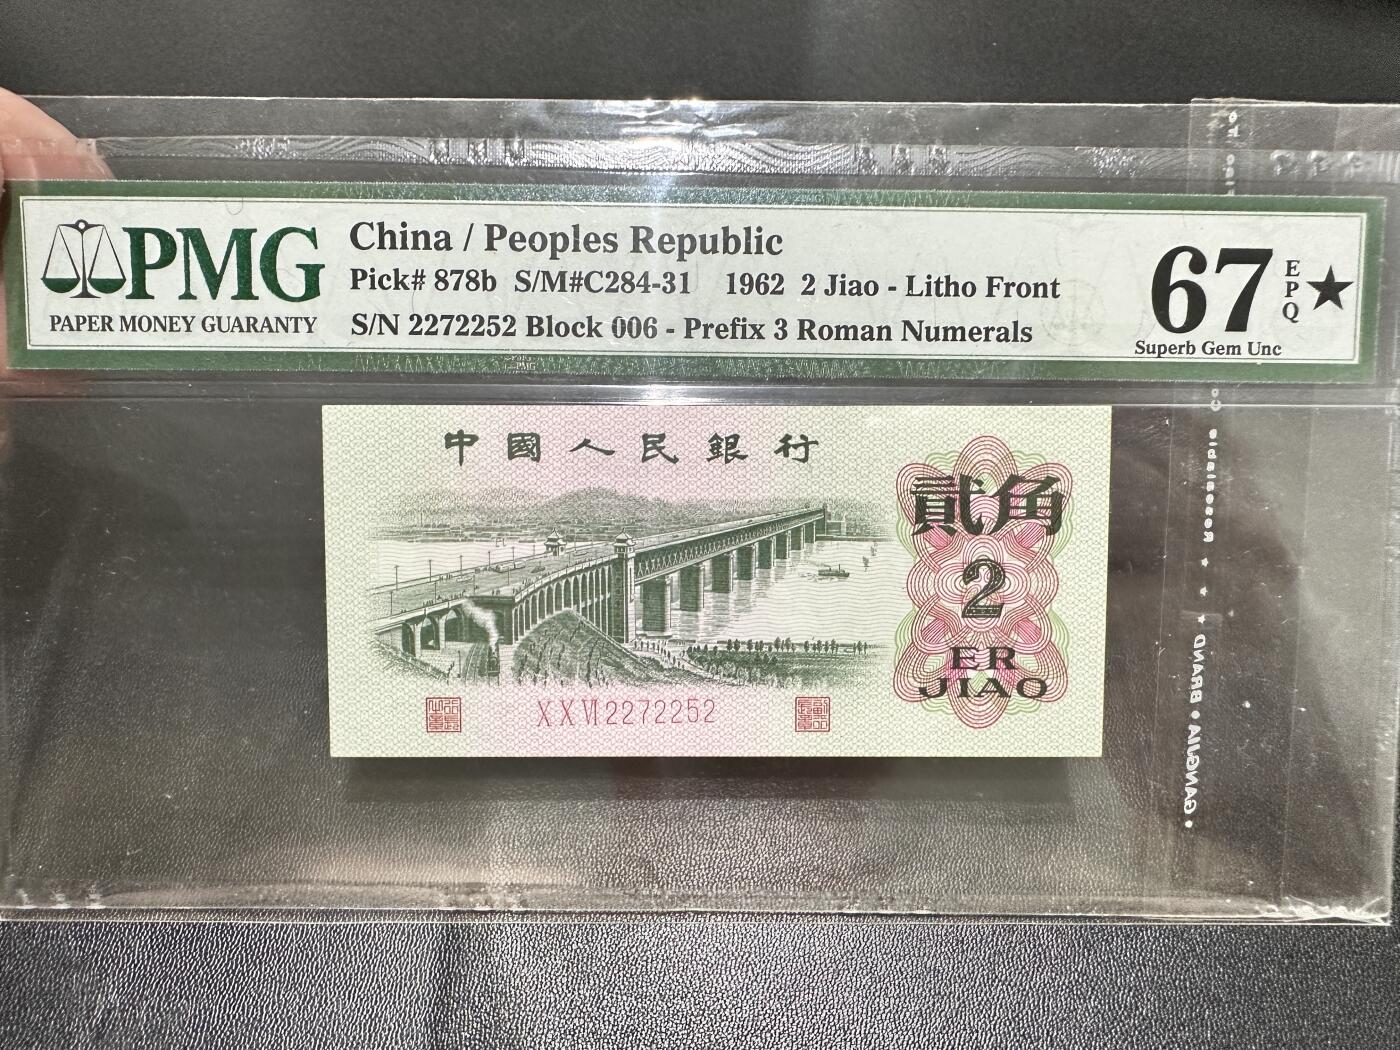 PMG
PAPER MONEY GUARANTY
China / Peoples Republic
Pick# 878b S/M#C284-31 1962 2 Jiao - Litho Front
S/N 2272252 Block 006 - Prefix 3 Roman Numerals
67 EPQ ★
Superb Gem Unc
中國人民銀行
貳角
2
ER
JIAO
XXVI2272252